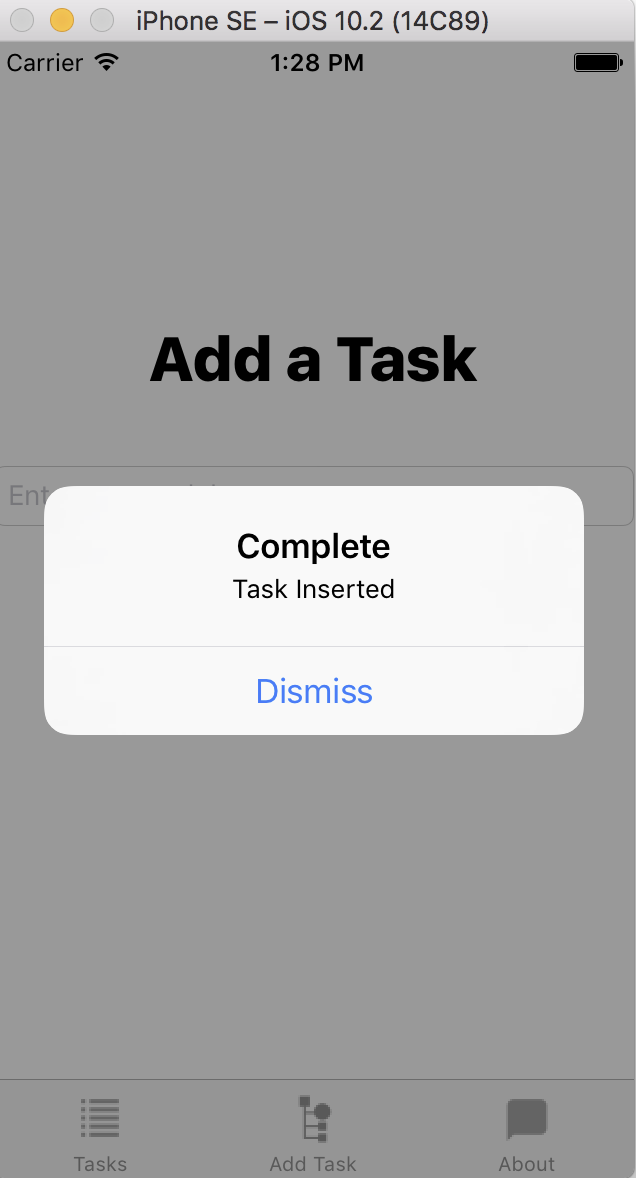 iPhone SE – iOS 10.2 (14C89)
Carrier 1:28 PM
Add a Task
Complete
Task Inserted
Dismiss
Tasks Add Task About